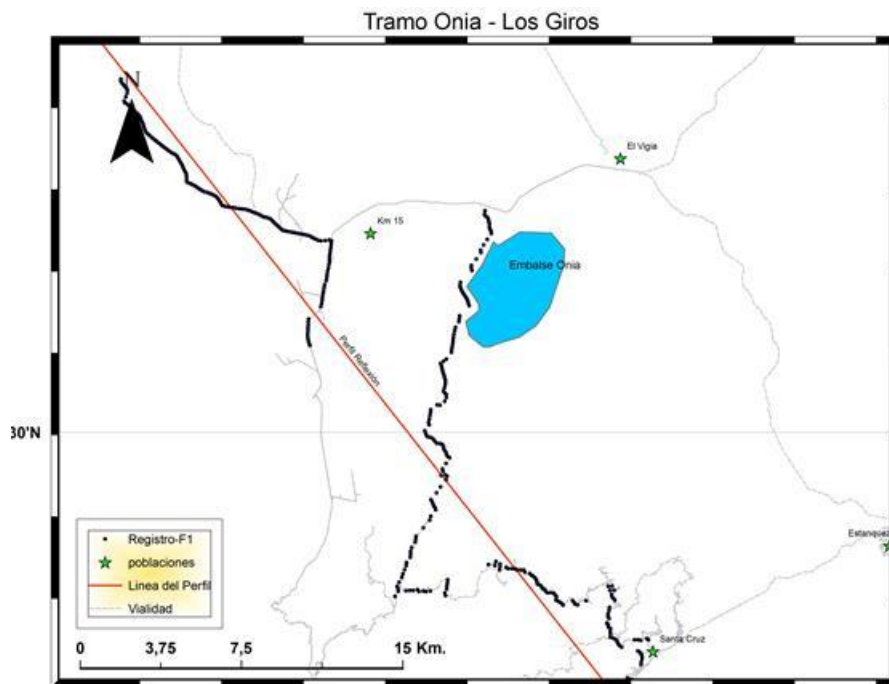 Tramo Onia - Los Giros
N
El Vigia
Km 15
Embalse Onia
Perfil Reflexión
30'N
Estanquez
Registro-F1
poblaciones
Linea del Perfil
Vialidad
Santa Cruz
0 3,75 7,5 15 Km.